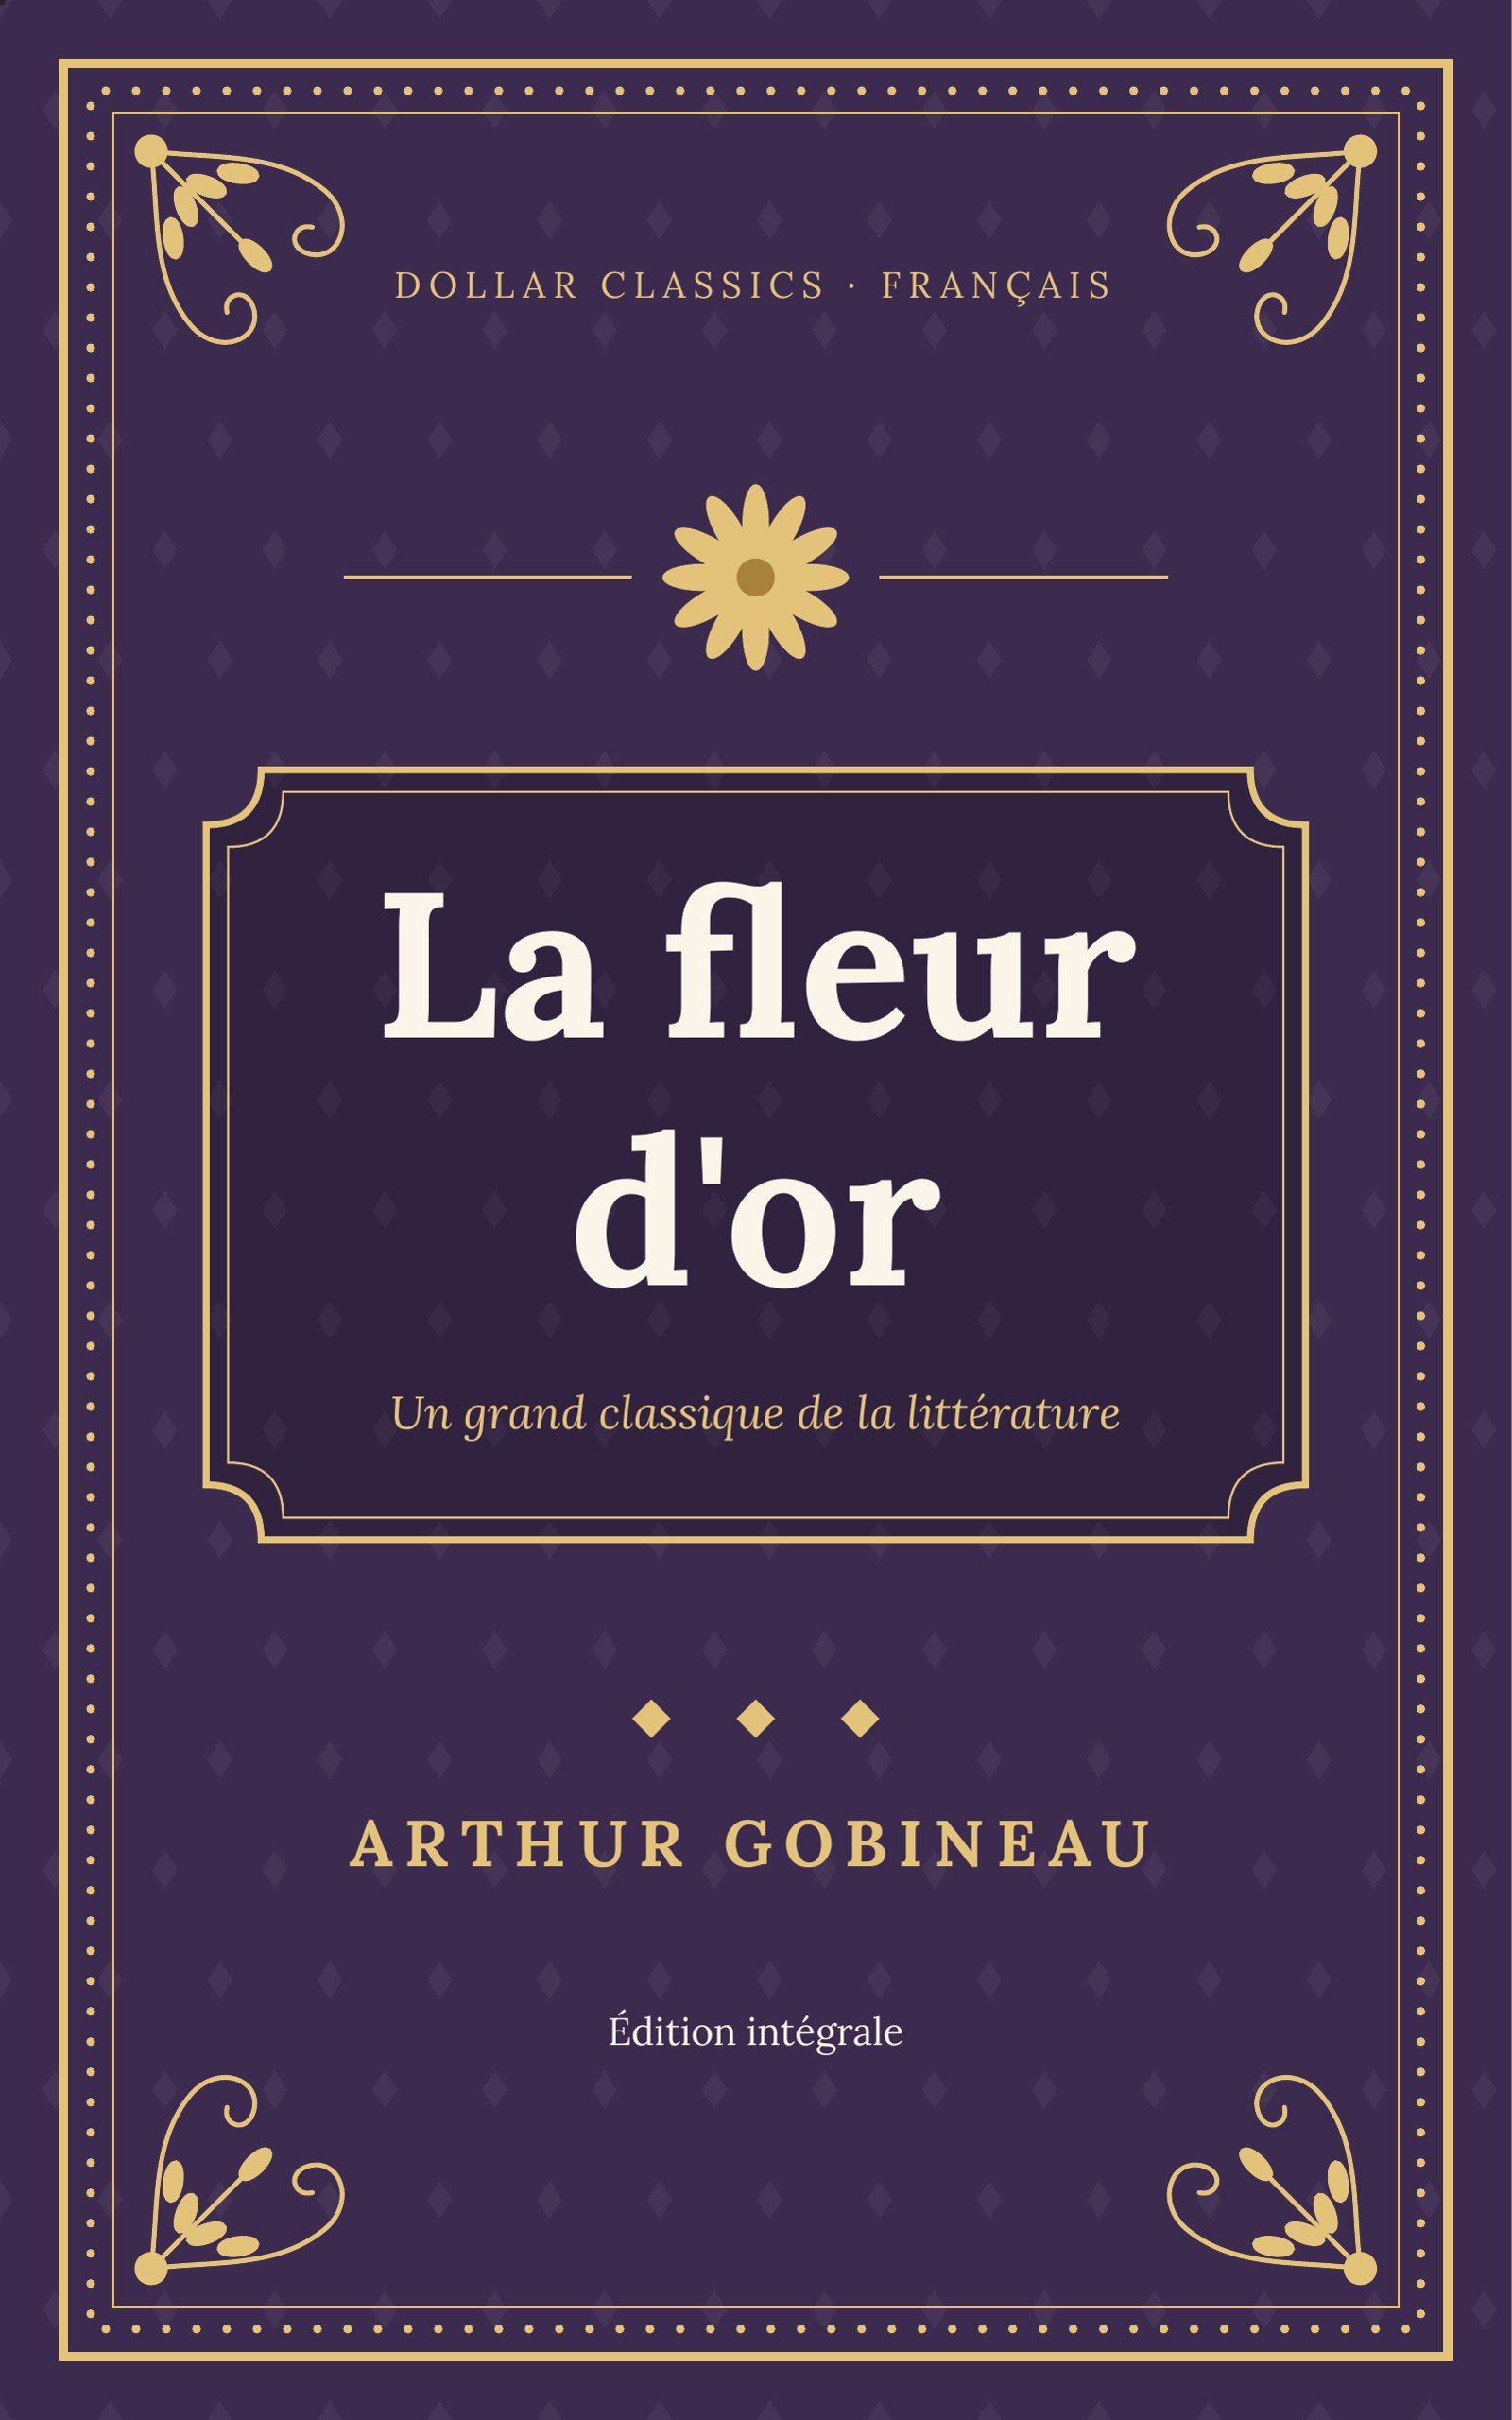 DOLLAR CLASSICS · FRANÇAIS
La fleur
d'or
Un grand classique de la littérature
ARTHUR GOBINEAU
Édition intégrale